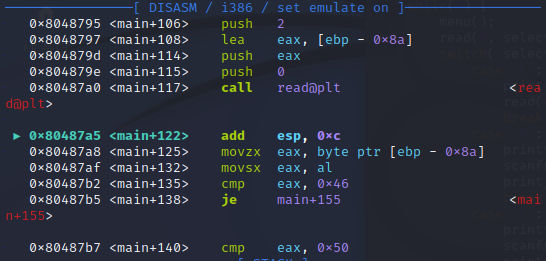 [ DISASM / i386 / set emulate on ]
0×8048795 <main+106> push 2
0×8048797 <main+108> lea eax, [ebp - 0×8a]
0×804879d <main+114> push eax
0×804879e <main+115> push 0
0×80487a0 <main+117> call read@plt <rea
d@plt>
► 0×80487a5 <main+122> add esp, 0×c
0×80487a8 <main+125> movzx eax, byte ptr [ebp - 0×8a]
0×80487af <main+132> movsx eax, al
0×80487b2 <main+135> cmp eax, 0×46
0×80487b5 <main+138> je main+155 <mai
n+155>
0×80487b7 <main+140> cmp eax, 0×50